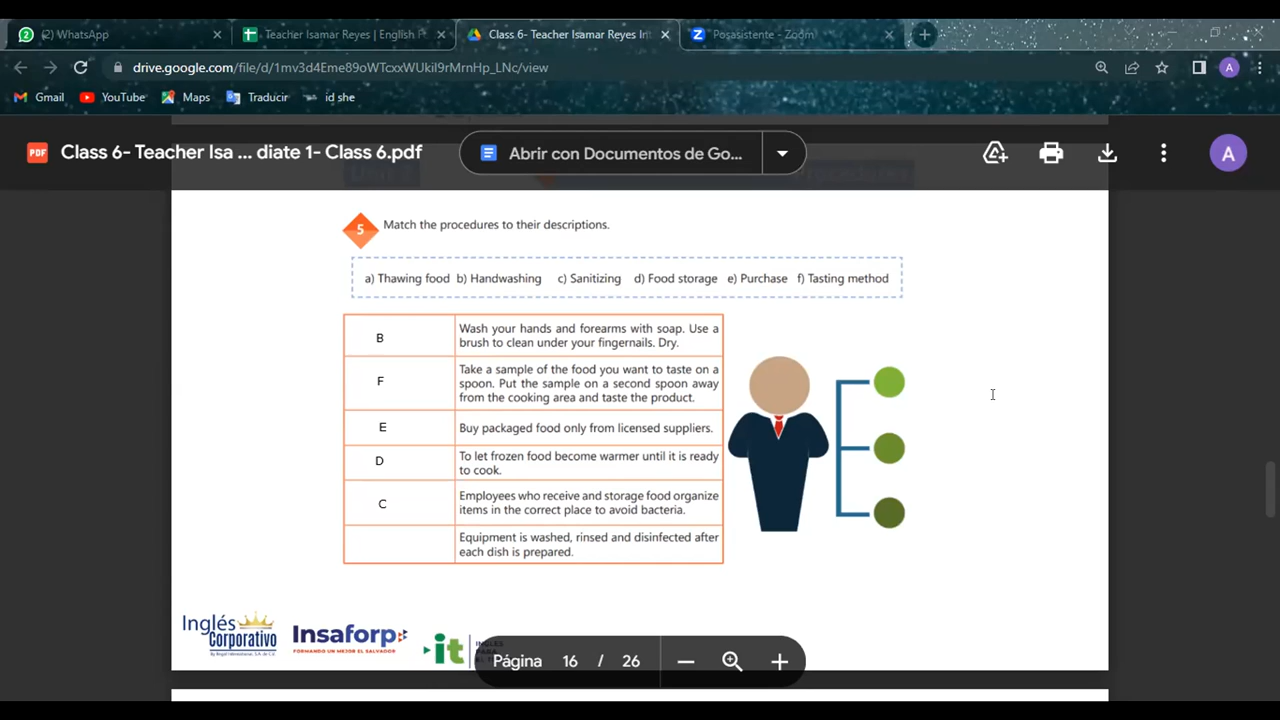 (2) WhatsApp
Teacher Isamar Reyes | English P
Class 6- Teacher Isamar Reyes Int
Posasistente - Zoom
drive.google.com/file/d/1mv3d4Eme89oWTcxxWUkiI9rMrnHp_LNc/view
A
Gmail YouTube Maps Traducir id she
PDF Class 6- Teacher Isa ... diate 1- Class 6.pdf
Abrir con Documentos de Go...
A
5 Match the procedures to their descriptions.
a) Thawing food b) Handwashing c) Sanitizing d) Food storage e) Purchase f) Tasting method
B
Wash your hands and forearms with soap. Use a
brush to clean under your fingernails. Dry.
F
Take a sample of the food you want to taste on a
spoon. Put the sample on a second spoon away
from the cooking area and taste the product.
E
Buy packaged food only from licensed suppliers.
D
To let frozen food become warmer until it is ready
to cook.
C
Employees who receive and storage food organize
items in the correct place to avoid bacteria.
Equipment is washed, rinsed and disinfected after
each dish is prepared.
Inglés
Corporativo
Insaforp
FORMANDO UN MEJOR EL SALVADOR
it
Página 16 / 26